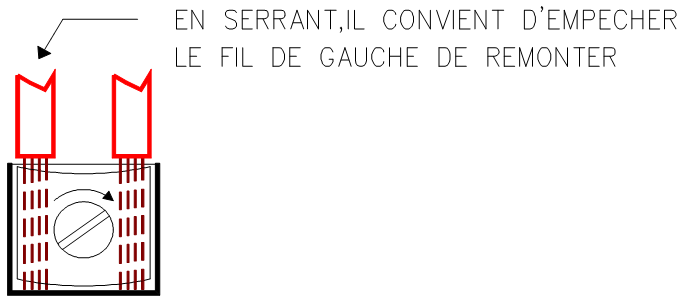 EN SERRANT,IL CONVIENT D'EMPECHER
LE FIL DE GAUCHE DE REMONTER